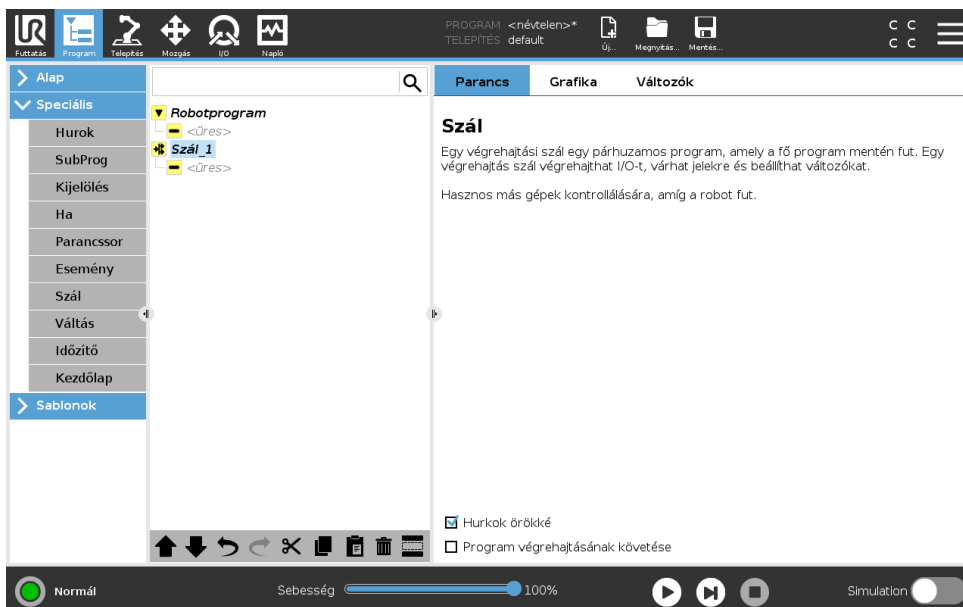 PROGRAM <névtelen>*
TELEPÍTÉS default
Futtatás
Program
Telepítés
Mozgás
I/O
Napló
Új...
Megnyitás...
Mentés...
C C
C C
Alap
Speciális
Hurok
SubProg
Kijelölés
Ha
Parancssor
Esemény
Szál
Váltás
Időzítő
Kezdőlap
Sablonok
Robotprogram
<üres>
Szál_1
<üres>
Parancs
Grafika
Változók
Szál
Egy végrehajtási szál egy párhuzamos program, amely a fő program mentén fut. Egy
végrehajtás szál végrehajthat I/O-t, várhat jelekre és beállíthat változókat.
Hasznos más gépek kontrollálására, amíg a robot fut.
Hurkok örökké
Program végrehajtásának követése
Normál
Sebesség
100%
Simulation